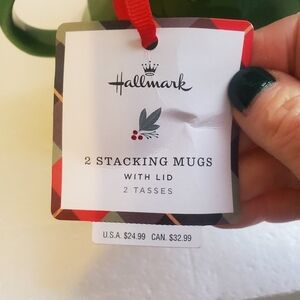 Hallmark
2 STACKING MUGS
WITH LID
2 TASSES
U.S.A. $24.99 CAN. $32.99